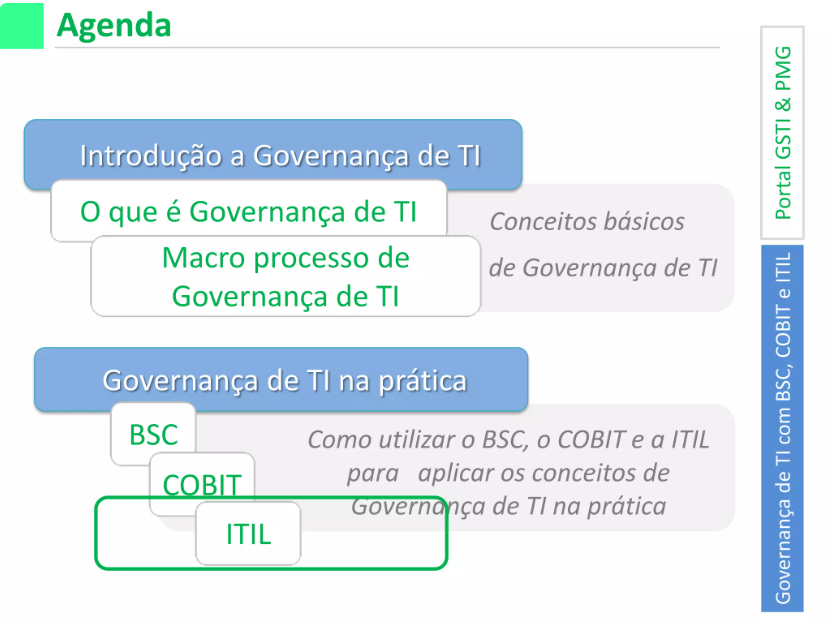 Agenda
Introdução a Governança de TI
O que é Governança de TI
Macro processo de
Governança de TI
Conceitos básicos
de Governança de TI
Governança de TI na prática
BSC
COBIT
ITIL
Como utilizar o BSC, o COBIT e a ITIL
para aplicar os conceitos de
Governança de TI na prática
Portal GSTI & PMG
Governança de TI com BSC, COBIT e ITIL